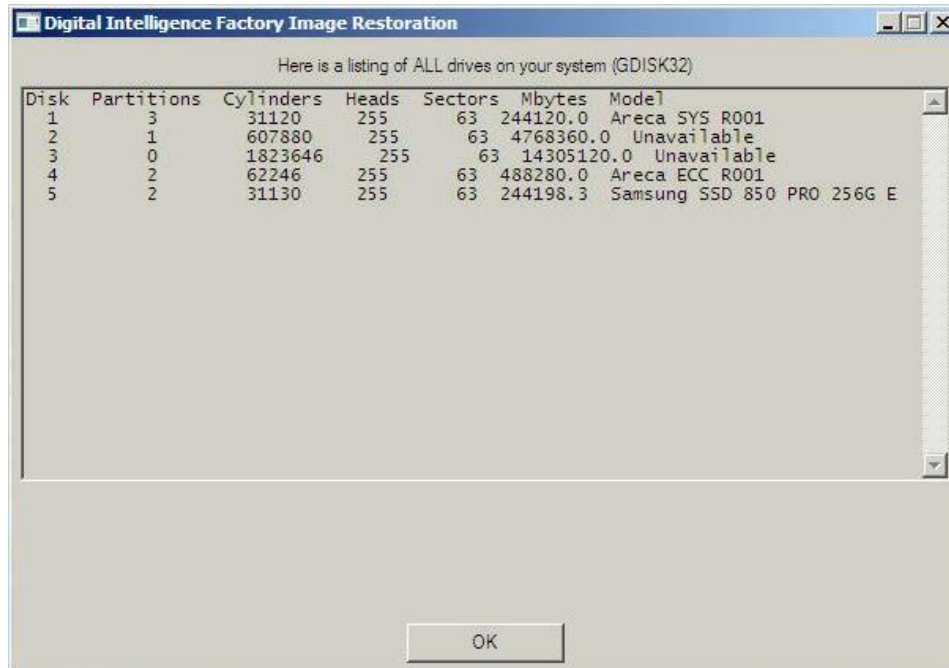 Digital Intelligence Factory Image Restoration
Here is a listing of ALL drives on your system (GDISK32)
Disk Partitions Cylinders Heads Sectors Mbytes Model
1 3 31120 255 63 244120.0 Areca SYS R001
2 1 607880 255 63 4768360.0 Unavailable
3 0 1823646 255 63 14305120.0 Unavailable
4 2 62246 255 63 488280.0 Areca ECC R001
5 2 31130 255 63 244198.3 Samsung SSD 850 PRO 256G E
OK